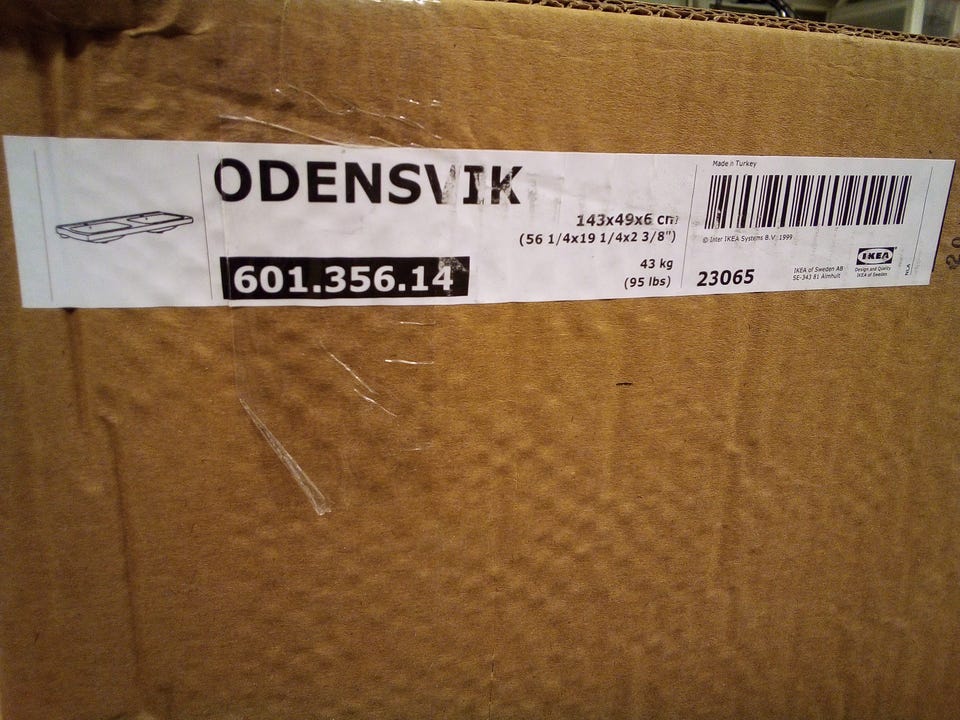 ODENSVIK
601.356.14
143x49x6 cm
(56 1/4x19 1/4x2 3/8")
43 kg
(95 lbs)
Made in Turkey
© Inter IKEA Systems B.V. 1999
23065
IKEA of Sweden AB
SE-343 81 Älmhult
IKEA
Design and Quality
IKEA of Sweden